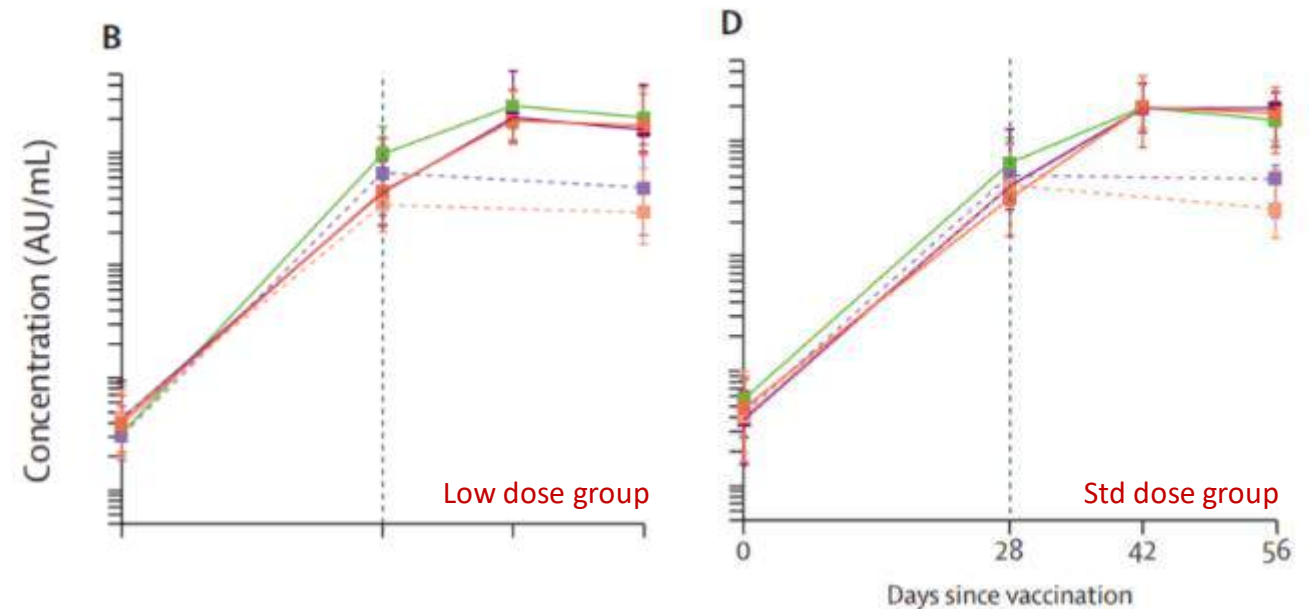 B
D
Concentration (AU/mL)
Low dose group
Std dose group
0 28 42 56
Days since vaccination